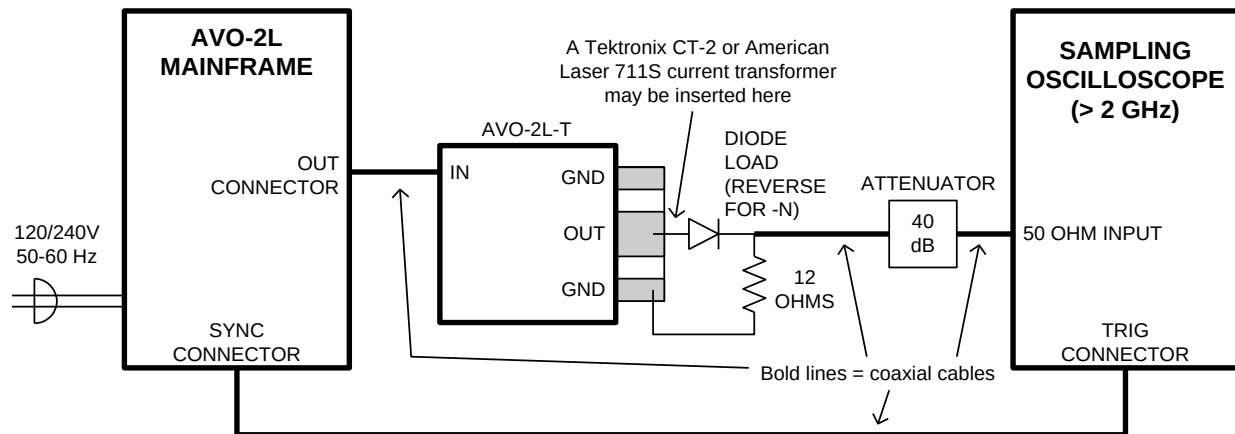 AVO-2L
MAINFRAME
OUT
CONNECTOR
120/240V
50-60 Hz
SYNC
CONNECTOR
AVO-2L-T
IN
GND
OUT
GND
A Tektronix CT-2 or American
Laser 711S current transformer
may be inserted here
DIODE
LOAD
(REVERSE
FOR -N)
12
OHMS
ATTENUATOR
40
dB
SAMPLING
OSCILLOSCOPE
(> 2 GHz)
50 OHM INPUT
TRIG
CONNECTOR
Bold lines = coaxial cables